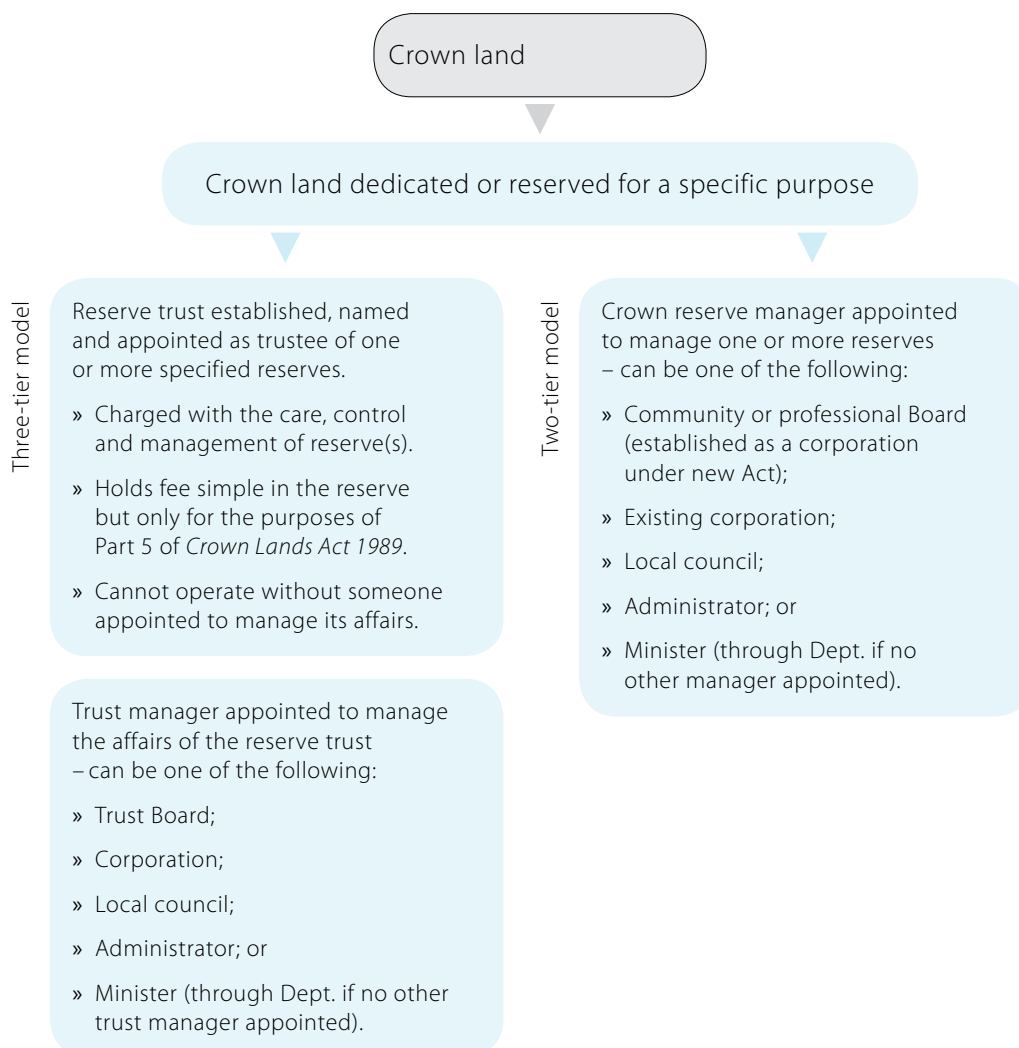 Crown land
Crown land dedicated or reserved for a specific purpose
Three-tier model
Reserve trust established, named
and appointed as trustee of one
or more specified reserves.
» Charged with the care, control
and management of reserve(s).
» Holds fee simple in the reserve
but only for the purposes of
Part 5 of Crown Lands Act 1989.
» Cannot operate without someone
appointed to manage its affairs.
Trust manager appointed to manage
the affairs of the reserve trust
– can be one of the following:
» Trust Board;
» Corporation;
» Local council;
» Administrator; or
» Minister (through Dept. if no other
trust manager appointed).
Two-tier model
Crown reserve manager appointed
to manage one or more reserves
– can be one of the following:
» Community or professional Board
(established as a corporation
under new Act);
» Existing corporation;
» Local council;
» Administrator; or
» Minister (through Dept. if no
other manager appointed).